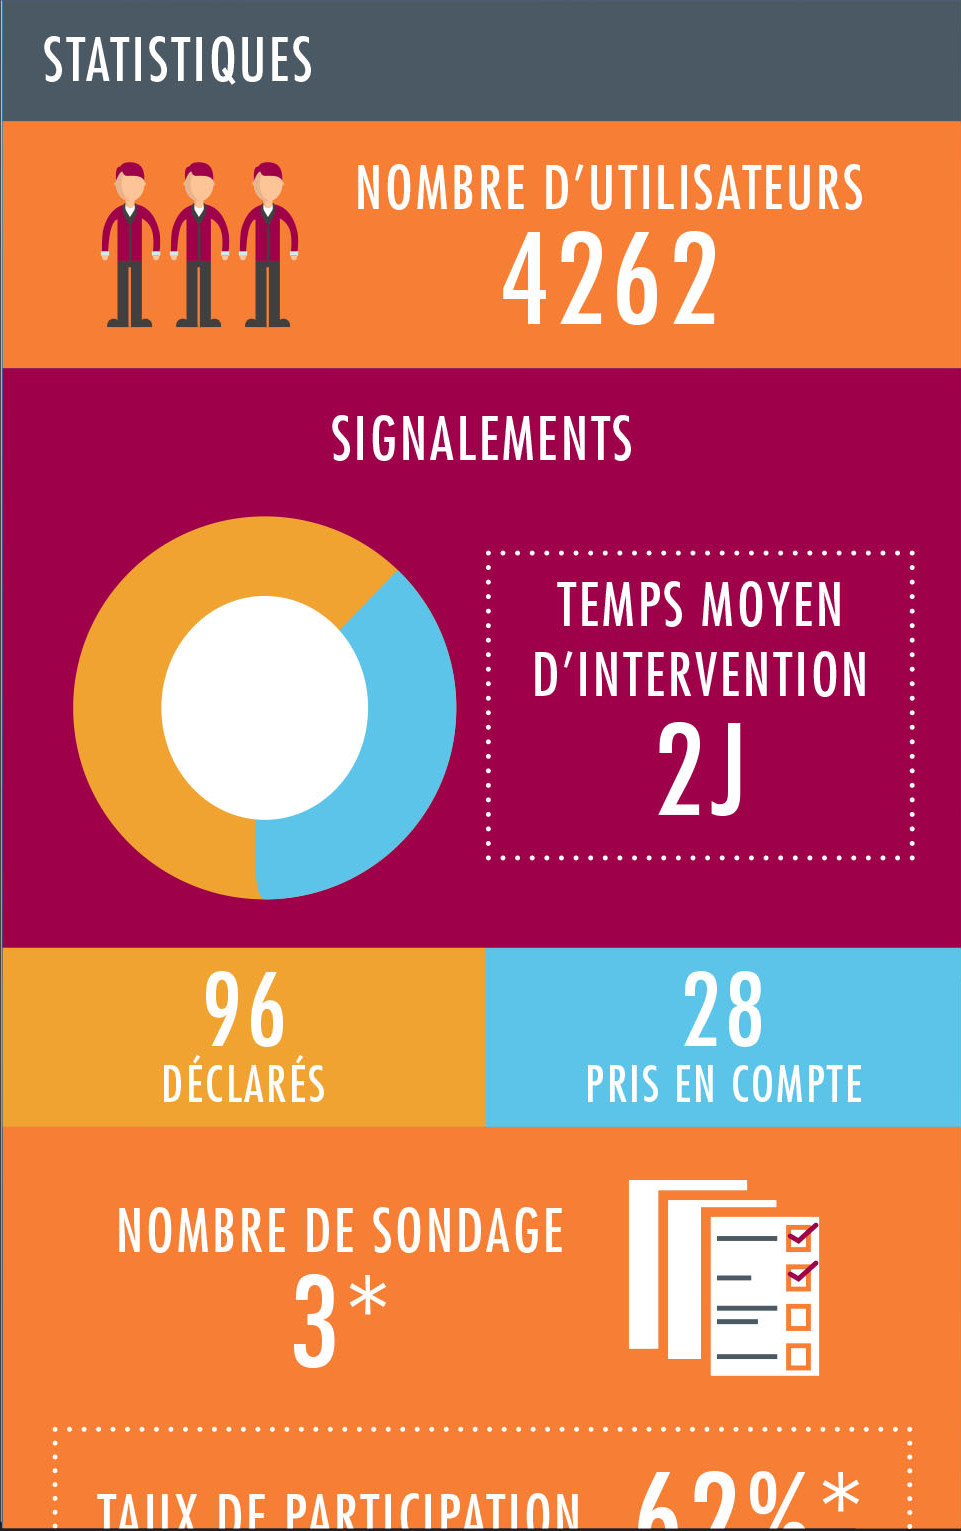 STATISTIQUES
NOMBRE D’UTILISATEURS
4262
SIGNALEMENTS
TEMPS MOYEN
D’INTERVENTION
2J
96
DÉCLARÉS
28
PRIS EN COMPTE
NOMBRE DE SONDAGE
3*
TAUX DE PARTICIPATION 62%*